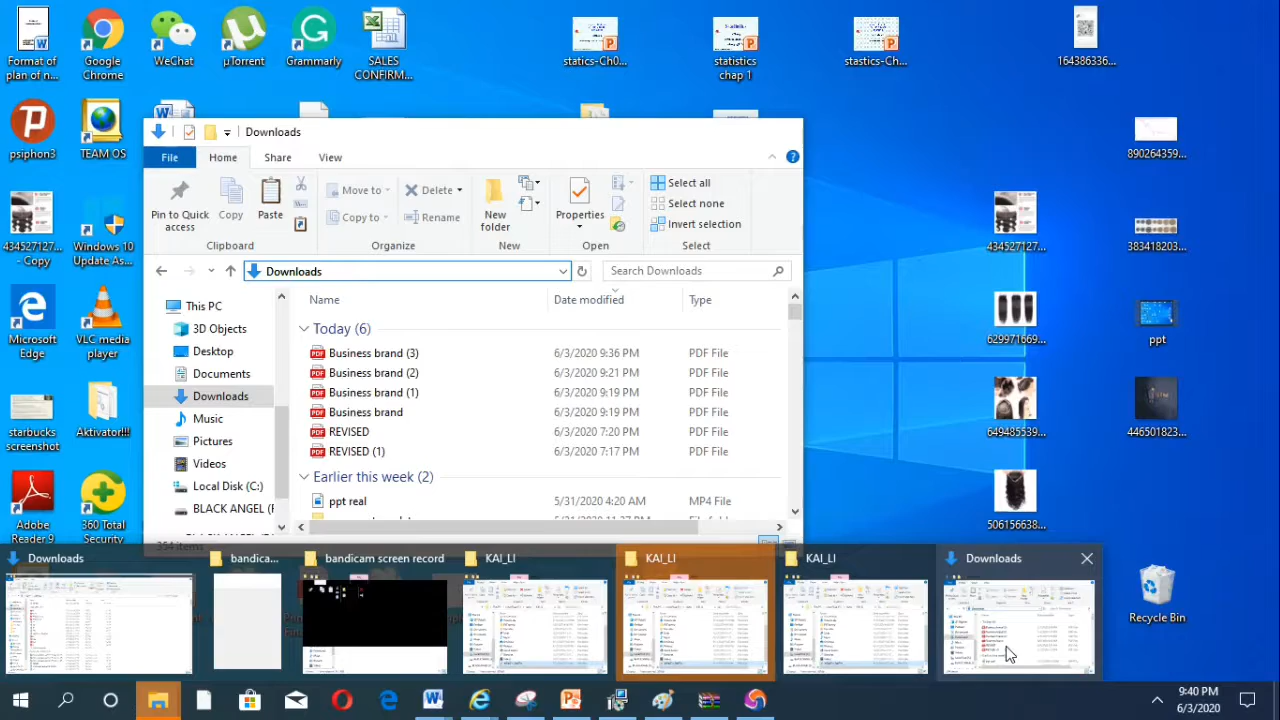 Format of plan of n...
Google Chrome
WeChat
µTorrent
Grammarly
SALES CONFIRM...
statics-Ch0...
statistics chap 1
stastics-Ch...
164386336...
psiphon3
TEAM OS
890264359...
434527127... - Copy
Windows 10 Update As...
434527127...
383418203...
Microsoft Edge
VLC media player
629971669...
ppt
starbucks screenshot
Aktivator!!!
649485539...
446501823...
Adobe Reader 9
360 Total Security
506156638...
Recycle Bin
Downloads
File
Home
Share
View
Pin to Quick access
Copy
Paste
Clipboard
Move to
Copy to
Delete
Rename
Organize
New folder
New
Properties
Open
Select all
Select none
Invert selection
Select
Downloads
Search Downloads
This PC
3D Objects
Desktop
Documents
Downloads
Music
Pictures
Videos
Local Disk (C:)
BLACK ANGEL (F
Name Date modified Type
Today (6)
Business brand (3) 6/3/2020 9:36 PM PDF File
Business brand (2) 6/3/2020 9:21 PM PDF File
Business brand (1) 6/3/2020 9:19 PM PDF File
Business brand 6/3/2020 9:19 PM PDF File
REVISED 6/3/2020 7:20 PM PDF File
REVISED (1) 6/3/2020 7:17 PM PDF File
Earlier this week (2)
ppt real 5/31/2020 4:20 AM MP4 File
354 items
Downloads
bandica...
bandicam screen record
KAI_LI
KAI_LI
KAI_LI
Downloads
9:40 PM
6/3/2020